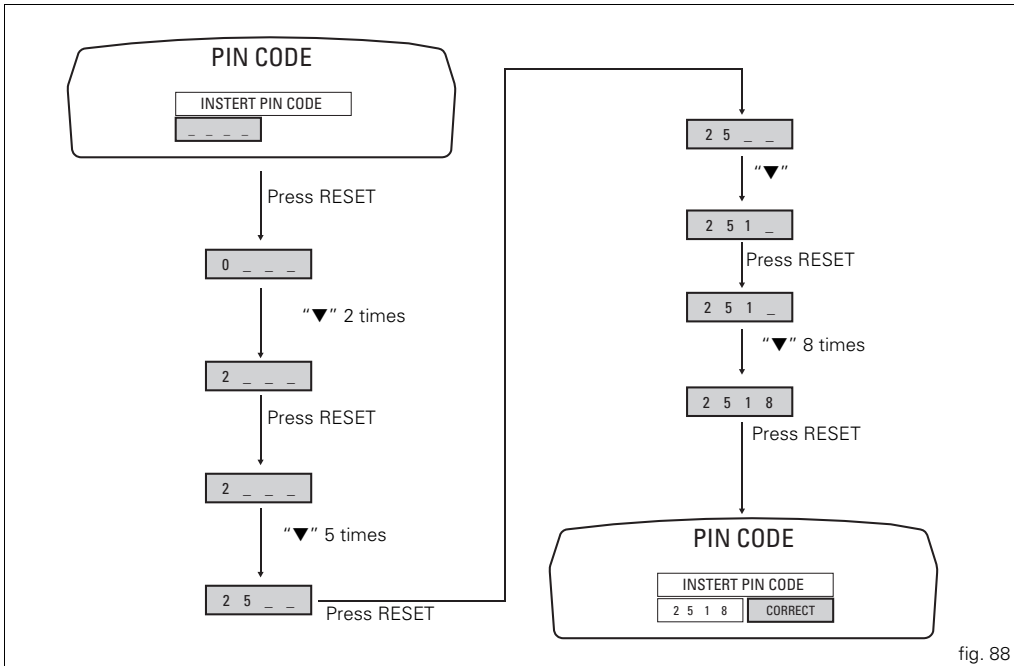 PIN CODE
INSTERT PIN CODE
_ _ _ _
Press RESET
0 _ _ _
“▼” 2 times
2 _ _ _
Press RESET
2 _ _ _
“▼” 5 times
2 5 _ _
Press RESET
2 5 _ _
“▼”
2 5 1 _
Press RESET
2 5 1 _
“▼” 8 times
2 5 1 8
Press RESET
PIN CODE
INSTERT PIN CODE
2 5 1 8 CORRECT
fig. 88